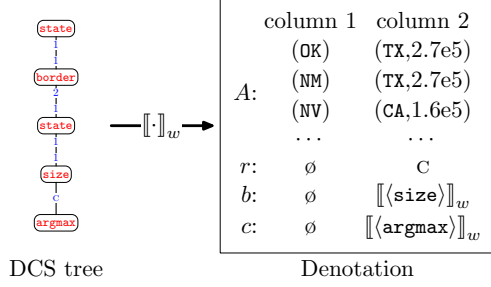 state
1
1
border
2
1
state
1
1
size
C
argmax
DCS tree
⟦·⟧w
column 1 column 2
A: (OK) (TX,2.7e5)
(NM) (TX,2.7e5)
(NV) (CA,1.6e5)
... ...
r: ø C
b: ø ⟦⟨size⟩⟧w
c: ø ⟦⟨argmax⟩⟧w
Denotation